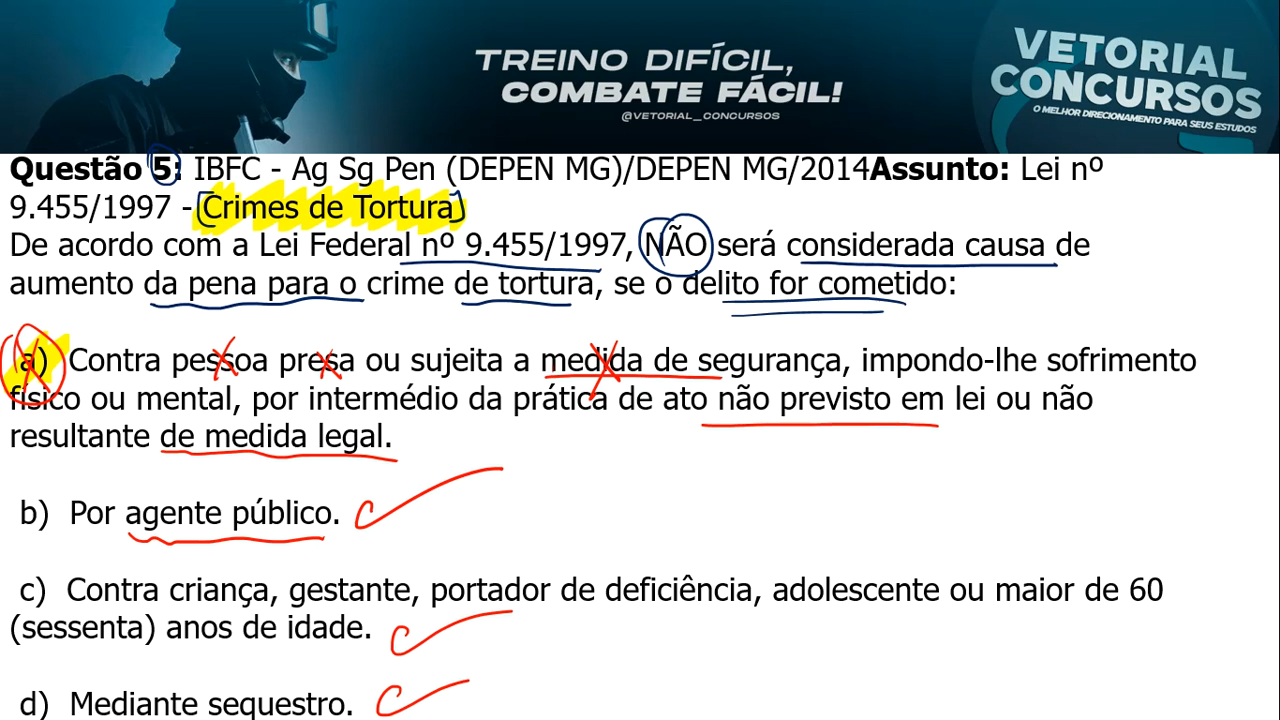 TREINO DIFÍCIL,
COMBATE FÁCIL!
@VETORIAL_CONCURSOS
VETORIAL
CONCURSOS
O MELHOR DIRECIONAMENTO PARA SEUS ESTUDOS
Questão 5: IBFC - Ag Sg Pen (DEPEN MG)/DEPEN MG/2014Assunto: Lei nº
9.455/1997 - Crimes de Tortura
De acordo com a Lei Federal nº 9.455/1997, NÃO será considerada causa de
aumento da pena para o crime de tortura, se o delito for cometido:
a) Contra pessoa presa ou sujeita a medida de segurança, impondo-lhe sofrimento
físico ou mental, por intermédio da prática de ato não previsto em lei ou não
resultante de medida legal.
b) Por agente público.
c) Contra criança, gestante, portador de deficiência, adolescente ou maior de 60
(sessenta) anos de idade.
d) Mediante sequestro.